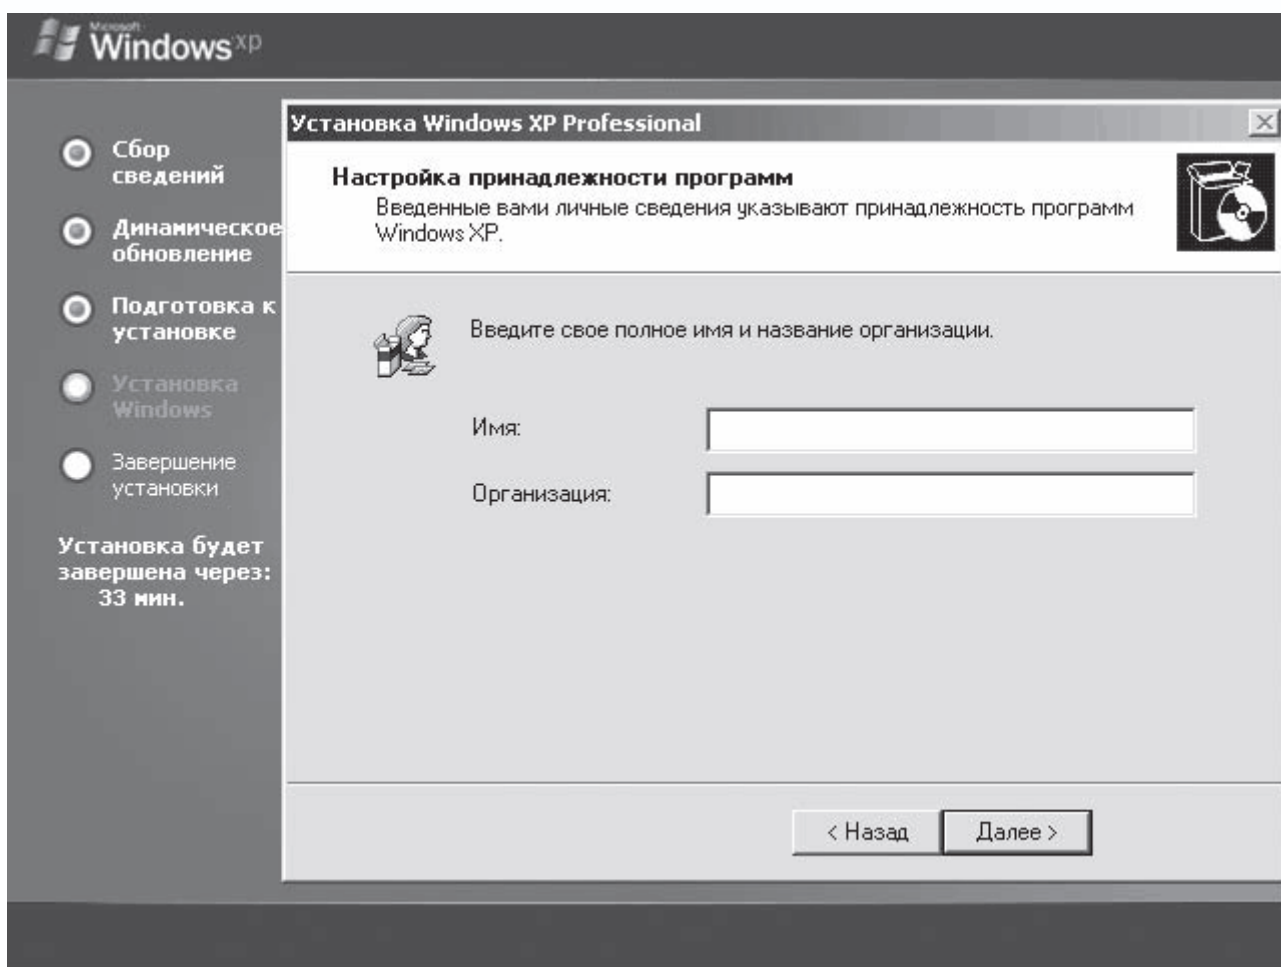 Microsoft
Windows xp
Сбор
сведений
Динамическое
обновление
Подготовка к
установке
Установка
Windows
Завершение
установки
Установка будет
завершена через:
33 мин.
Установка Windows XP Professional
Настройка принадлежности программ
Введенные вами личные сведения указывают принадлежность программ
Windows XP.
Введите свое полное имя и название организации.
Имя:
Организация:
< Назад
Далее >